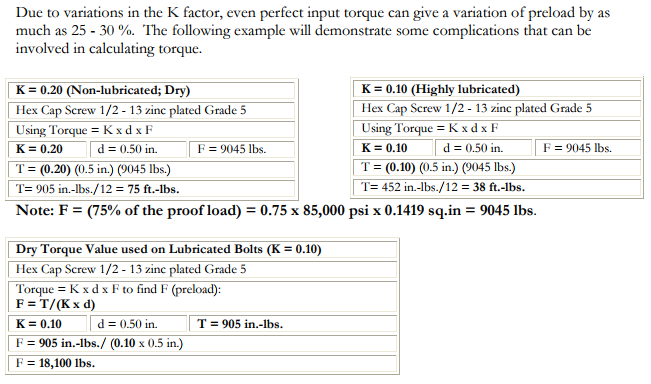 Due to variations in the K factor, even perfect input torque can give a variation of preload by as
much as 25 - 30 %. The following example will demonstrate some complications that can be
involved in calculating torque.
K = 0.20 (Non-lubricated; Dry)
Hex Cap Screw 1/2 - 13 zinc plated Grade 5
Using Torque = K x d x F
K = 0.20 d = 0.50 in. F = 9045 lbs.
T = (0.20) (0.5 in.) (9045 lbs.)
T= 905 in.-lbs./12 = 75 ft.-lbs.
K = 0.10 (Highly lubricated)
Hex Cap Screw 1/2 - 13 zinc plated Grade 5
Using Torque = K x d x F
K = 0.10 d = 0.50 in. F = 9045 lbs.
T = (0.10) (0.5 in.) (9045 lbs.)
T= 452 in.-lbs./12 = 38 ft.-lbs.
Note: F = (75% of the proof load) = 0.75 x 85,000 psi x 0.1419 sq.in = 9045 lbs.
Dry Torque Value used on Lubricated Bolts (K = 0.10)
Hex Cap Screw 1/2 - 13 zinc plated Grade 5
Torque = K x d x F to find F (preload):
F = T/(K x d)
K = 0.10 d = 0.50 in. T = 905 in.-lbs.
F = 905 in.-lbs./ (0.10 x 0.5 in.)
F = 18,100 lbs.